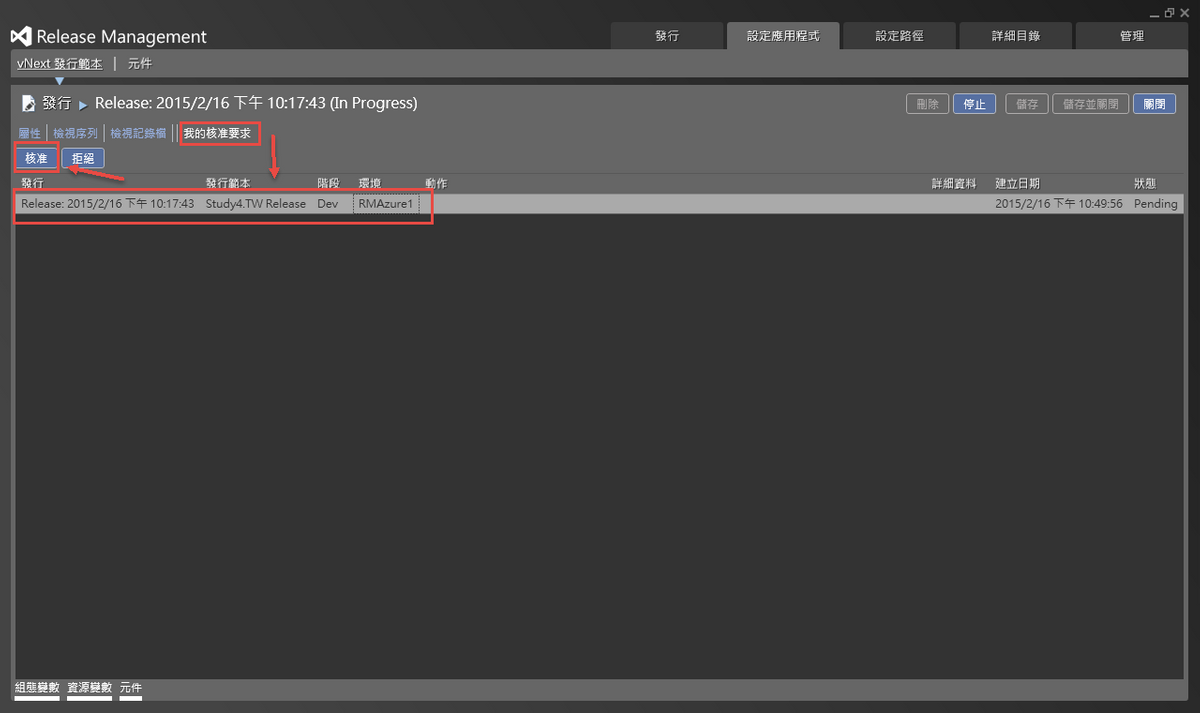 Release Management
發行 設定應用程式 設定路徑 詳細目錄 管理
vNext 發行範本 | 元件
發行 ▶ Release: 2015/2/16 下午 10:17:43 (In Progress)
刪除 停止 儲存 儲存並關閉 關閉
屬性 | 檢視序列 | 檢視記錄檔 || 我的核准要求
核准 拒絕
發行 發行範本 階段 環境 動作 詳細資料 建立日期 狀態
Release: 2015/2/16 下午 10:17:43 Study4.TW Release Dev RMAzure1 2015/2/16 下午 10:49:56 Pending
組態變數 資源變數 元件